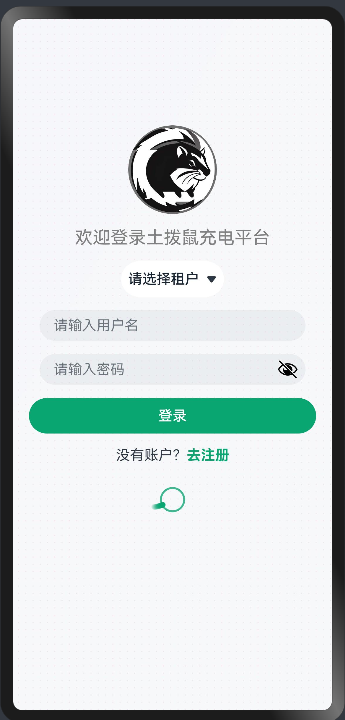 欢迎登录土拨鼠充电平台
请选择租户
请输入用户名
请输入密码
登录
没有账户？去注册